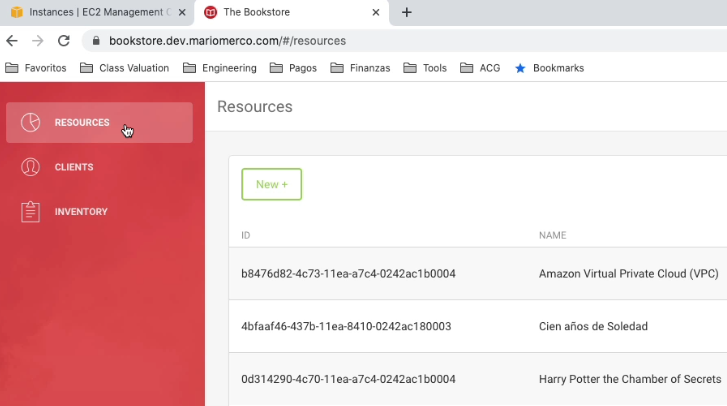 Instances | EC2 Management C
The Bookstore
bookstore.dev.mariomerco.com/#/resources
Favoritos Class Valuation Engineering Pagos Finanzas Tools ACG Bookmarks
RESOURCES
CLIENTS
INVENTORY
Resources
New +
ID NAME
b8476d82-4c73-11ea-a7c4-0242ac1b0004 Amazon Virtual Private Cloud (VPC)
4bfaaf46-437b-11ea-8410-0242ac180003 Cien años de Soledad
0d314290-4c70-11ea-a7c4-0242ac1b0004 Harry Potter the Chamber of Secrets